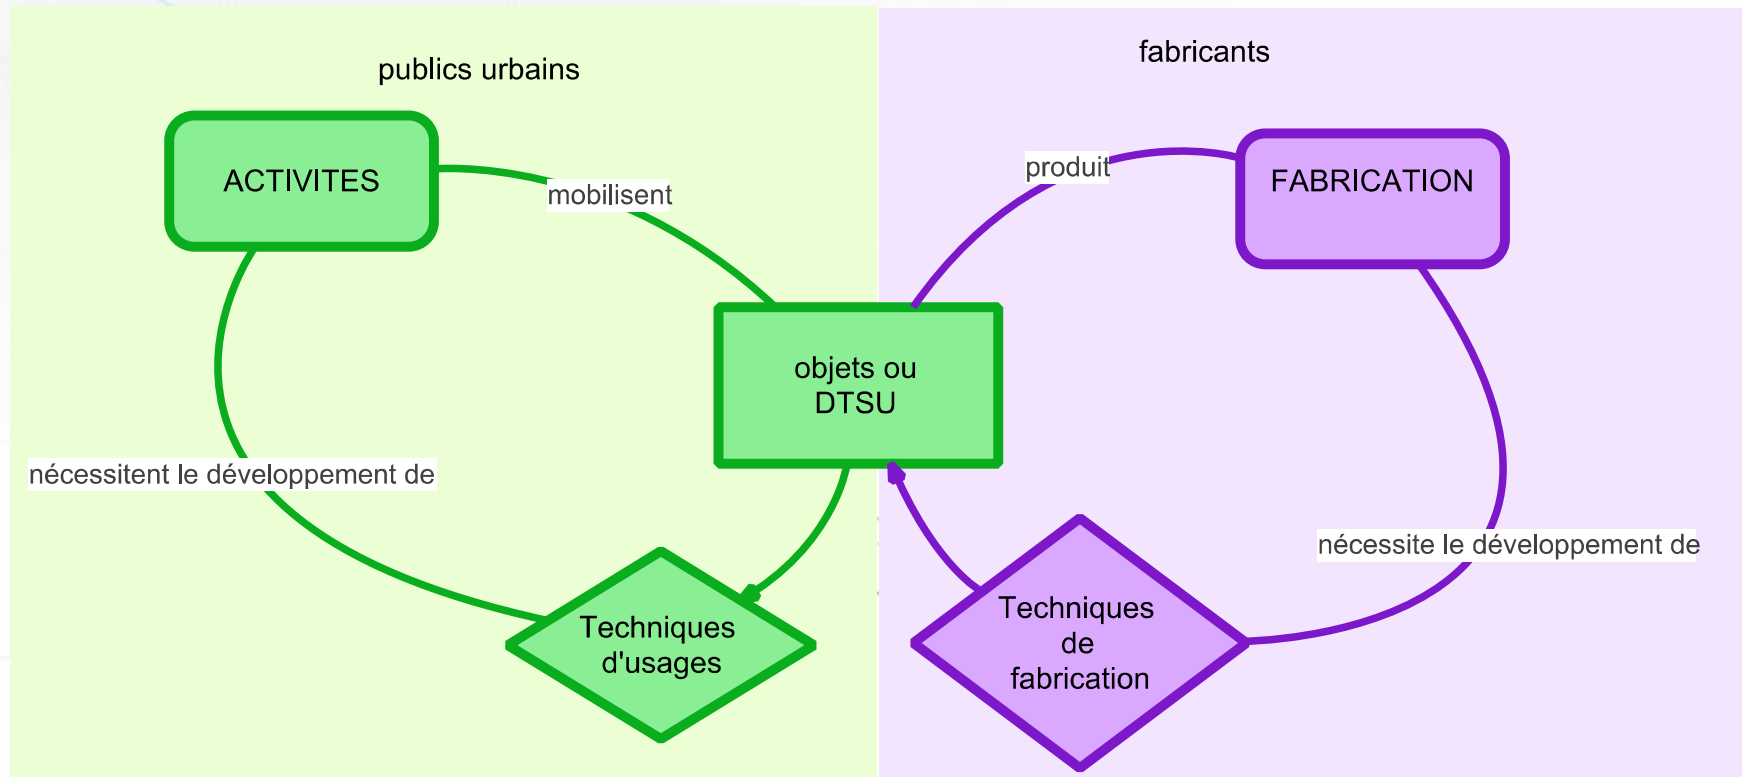 publics urbains
fabricants
ACTIVITES
mobilisent
produit
FABRICATION
objets ou
DTSU
nécessitent le développement de
nécessite le développement de
Techniques
d'usages
Techniques
de
fabrication